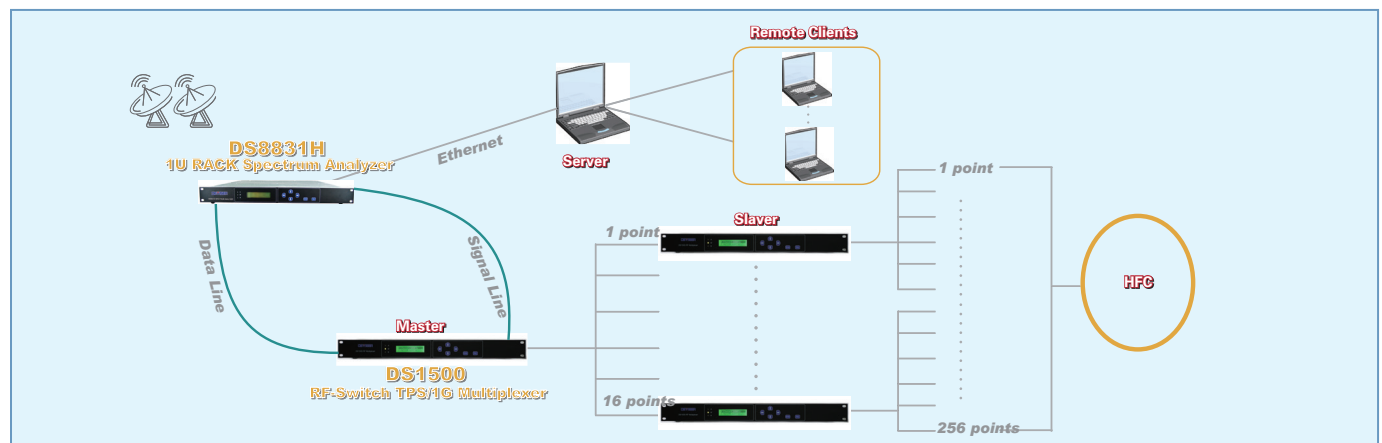 Remote Clients
DS8831H
1U RACK Spectrum Analyzer
Ethernet
Server
1 point
Slaver
1 point
Data Line
Signal Line
HFC
Master
DS1500
RF-Switch TPS/1G Multiplexer
16 points
256 points